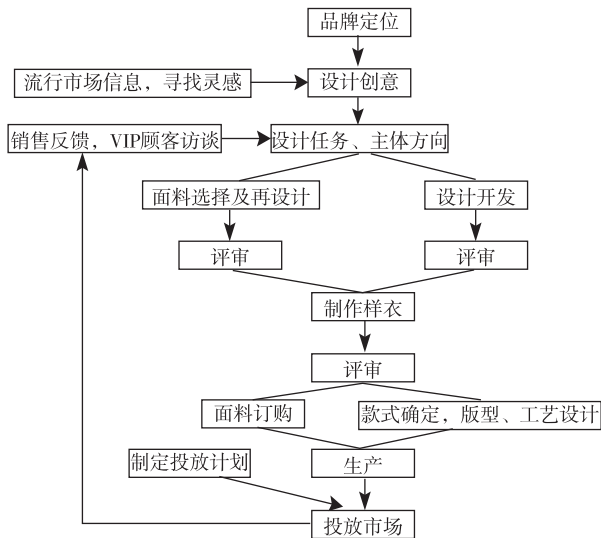 品牌定位
流行市场信息，寻找灵感
设计创意
销售反馈，VIP顾客访谈
设计任务、主体方向
面料选择及再设计
设计开发
评审
评审
制作样衣
评审
面料订购
款式确定，版型、工艺设计
制定投放计划
生产
投放市场